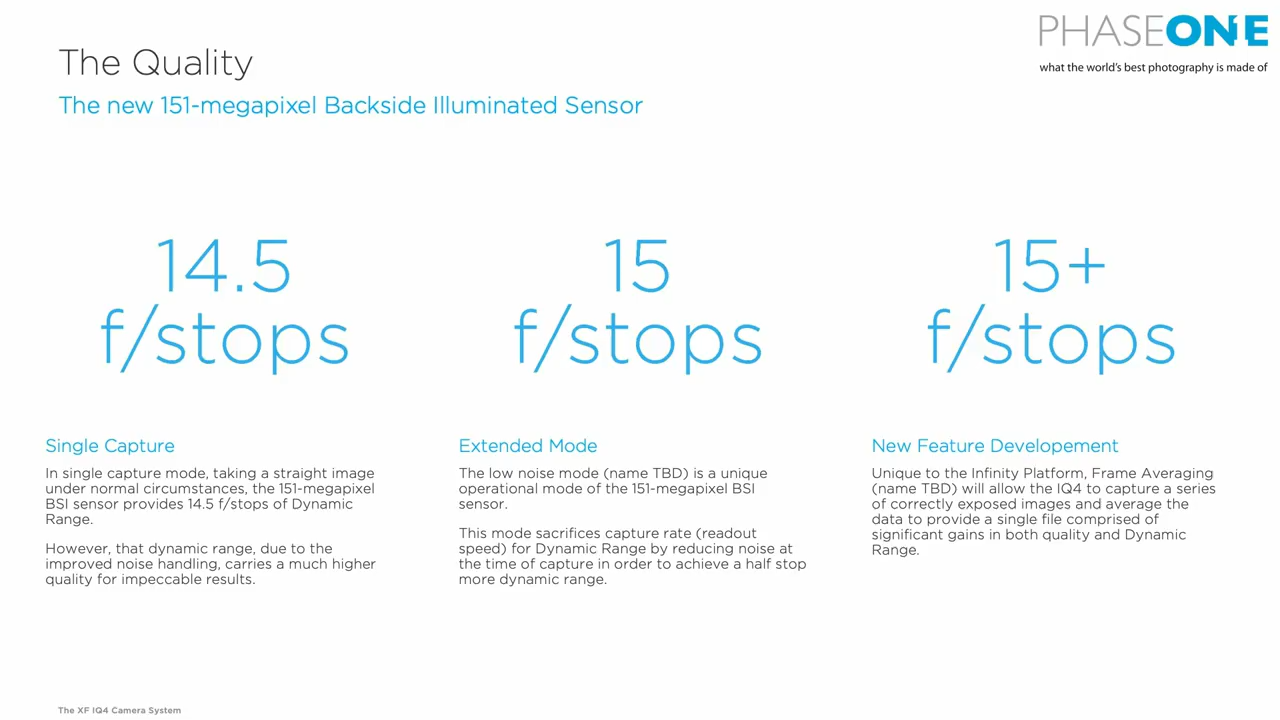 PHASEONE
what the world's best photography is made of
The Quality
The new 151-megapixel Backside Illuminated Sensor
14.5
f/stops
Single Capture
In single capture mode, taking a straight image
under normal circumstances, the 151-megapixel
BSI sensor provides 14.5 f/stops of Dynamic
Range.
However, that dynamic range, due to the
improved noise handling, carries a much higher
quality for impeccable results.
15
f/stops
Extended Mode
The low noise mode (name TBD) is a unique
operational mode of the 151-megapixel BSI
sensor.
This mode sacrifices capture rate (readout
speed) for Dynamic Range by reducing noise at
the time of capture in order to achieve a half stop
more dynamic range.
15+
f/stops
New Feature Developement
Unique to the Infinity Platform, Frame Averaging
(name TBD) will allow the IQ4 to capture a series
of correctly exposed images and average the
data to provide a single file comprised of
significant gains in both quality and Dynamic
Range.
The XF IQ4 Camera System